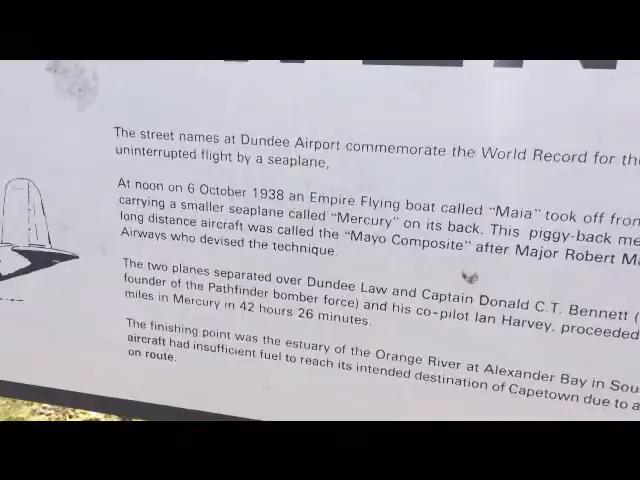 The street names at Dundee Airport commemorate the World Record for the
uninterrupted flight by a seaplane,
At noon on 6 October 1938 an Empire Flying boat called "Maia" took off from
carrying a smaller seaplane called "Mercury" on its back. This piggy-back me
long distance aircraft was called the "Mayo Composite" after Major Robert Ma
Airways who devised the technique.
The two planes separated over Dundee Law and Captain Donald C.T. Bennett (
founder of the Pathfinder bomber force) and his co-pilot Ian Harvey, proceeded
miles in Mercury in 42 hours 26 minutes.
The finishing point was the estuary of the Orange River at Alexander Bay in Sou
aircraft had insufficient fuel to reach its intended destination of Capetown due to a
on route.